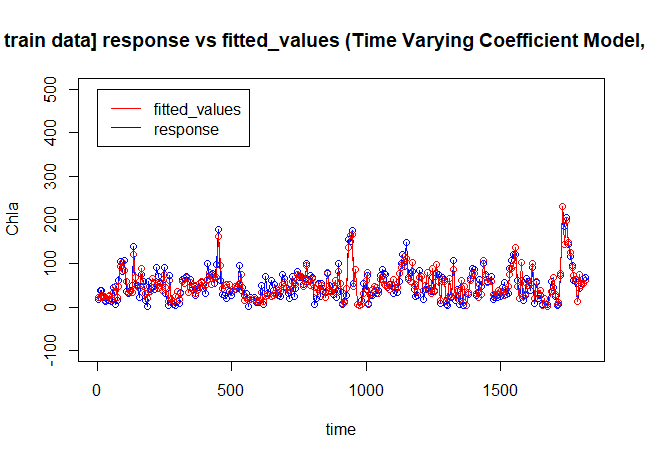 train data] response vs fitted_values (Time Varying Coefficient Model,
500
400
300
200
100
0
-100
Chla
fitted_values
response
0
500
1000
1500
time